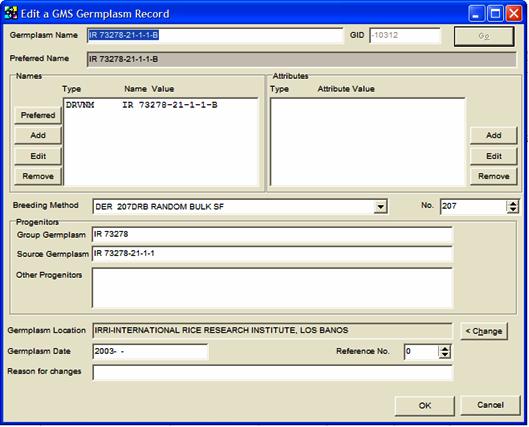 Edit a GMS Germplasm Record
Germplasm Name IR 73278-21-1-1-B GID -10312 Go
Preferred Name IR 73278-21-1-1-B
Names Attributes
Type Name Value Type Attribute Value
DRVNM IR 73278-21-1-1-B
Preferred
Add Add
Edit Edit
Remove Remove
Breeding Method DER 207DRB RANDOM BULK SF No. 207
Progenitors
Group Germplasm IR 73278
Source Germplasm IR 73278-21-1-1
Other Progenitors
Germplasm Location IRRI-INTERNATIONAL RICE RESEARCH INSTITUTE, LOS BANOS < Change
Germplasm Date 2003- - Reference No. 0
Reason for changes
OK Cancel